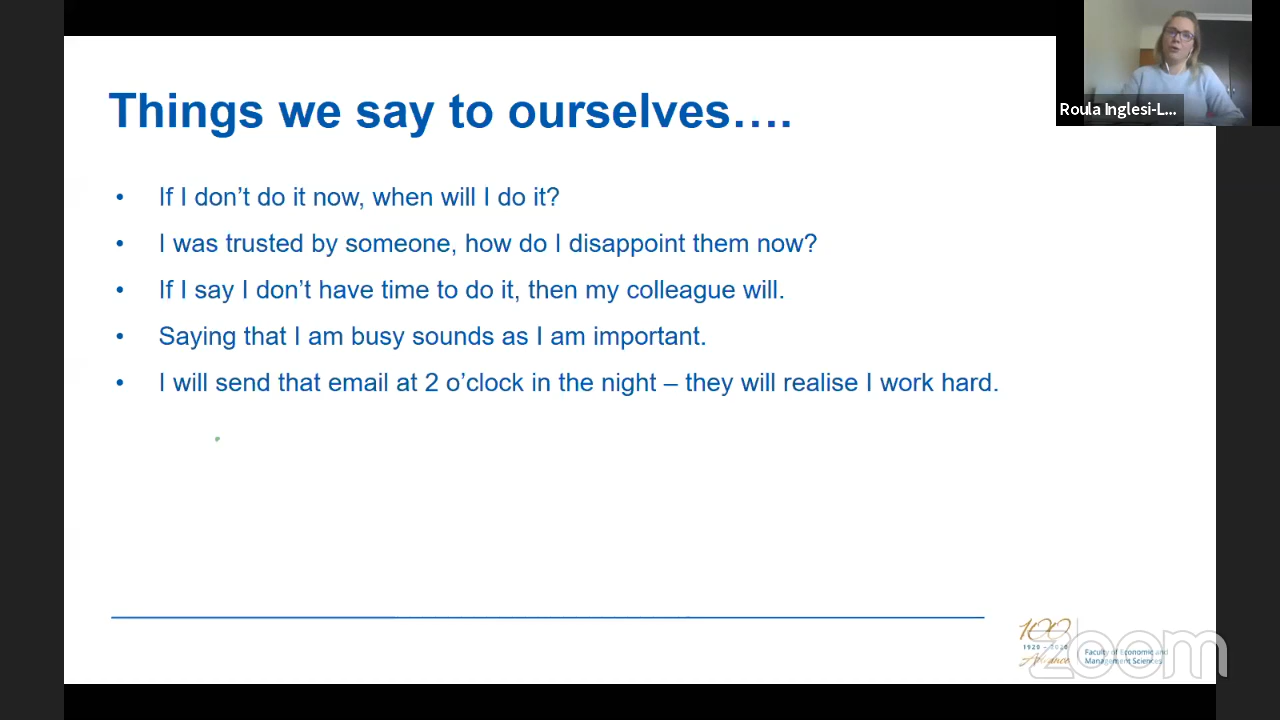 Things we say to ourselves….
Roula Inglesi-L...
• If I don’t do it now, when will I do it?
• I was trusted by someone, how do I disappoint them now?
• If I say I don’t have time to do it, then my colleague will.
• Saying that I am busy sounds as I am important.
• I will send that email at 2 o’clock in the night – they will realise I work hard.
100
1920 – 2020
Faculty of Economic and
Management Sciences
zoom